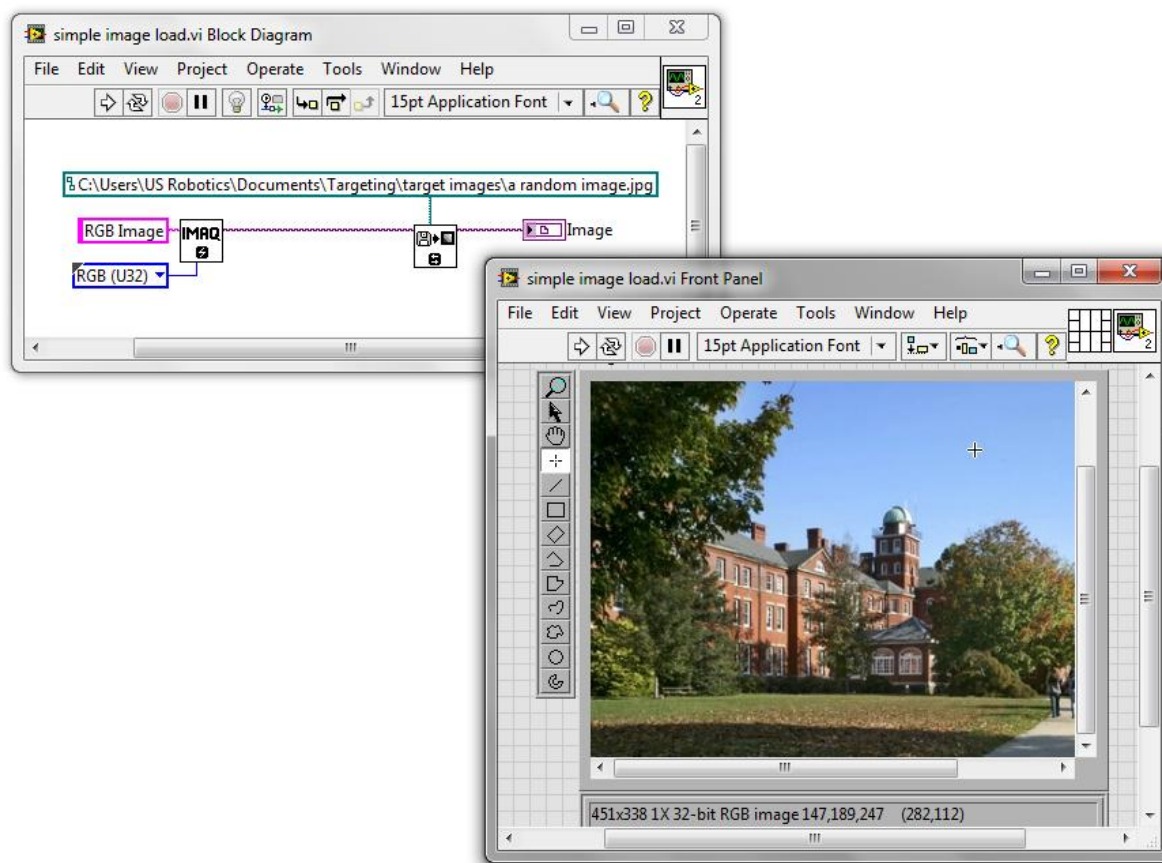 simple image load.vi Block Diagram
File Edit View Project Operate Tools Window Help
15pt Application Font
2
C:\Users\US Robotics\Documents\Targeting\target images\a random image.jpg
RGB Image
IMAQ
Image
RGB (U32)
simple image load.vi Front Panel
File Edit View Project Operate Tools Window Help
15pt Application Font
2
451x338 1X 32-bit RGB image 147,189,247 (282,112)